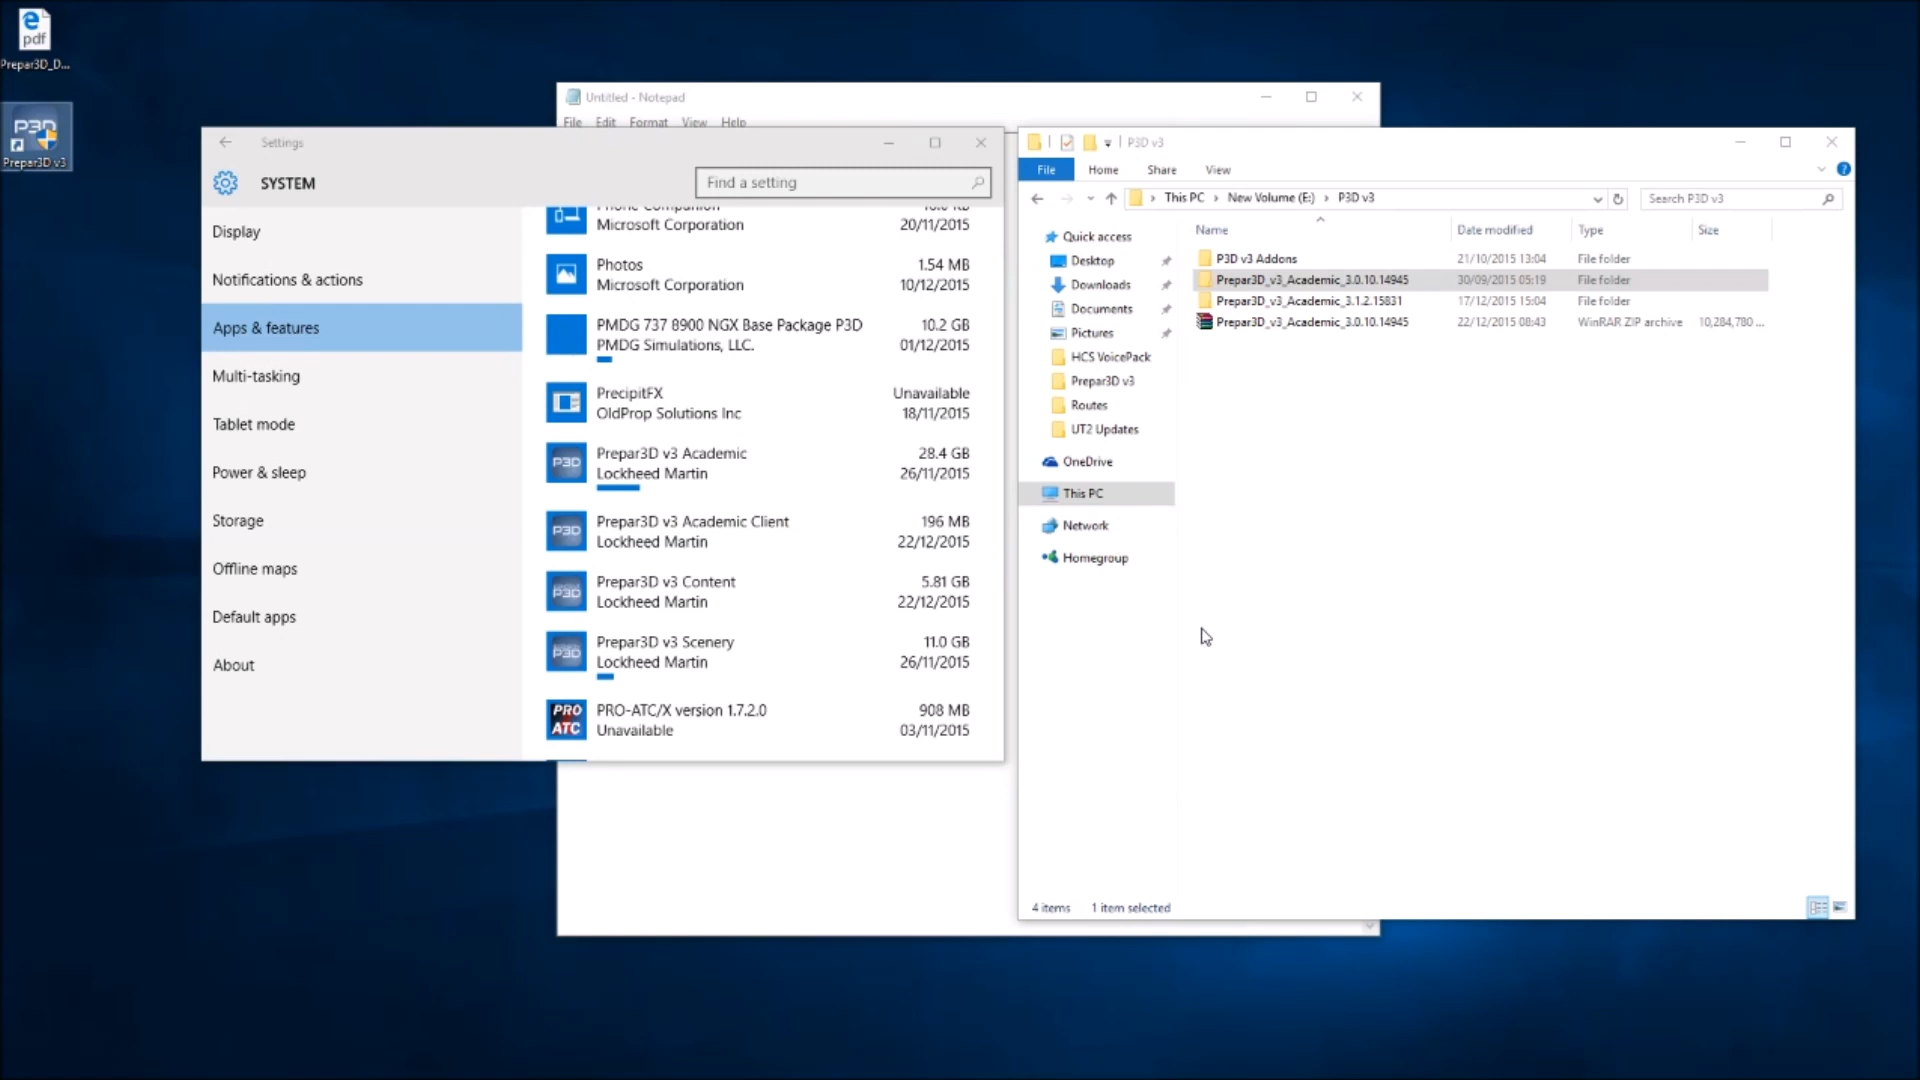 pdf
Prepar3D_D...
P3D
Prepar3D v3
Untitled - Notepad
File Edit Format View Help
Settings
SYSTEM
Find a setting
Display
Notifications & actions
Apps & features
Multi-tasking
Tablet mode
Power & sleep
Storage
Offline maps
Default apps
About
Phone Companion
Microsoft Corporation 20/11/2015
Photos 1.54 MB
Microsoft Corporation 10/12/2015
PMDG 737 8900 NGX Base Package P3D 10.2 GB
PMDG Simulations, LLC. 01/12/2015
PrecipitFX Unavailable
OldProp Solutions Inc 18/11/2015
P3D
Prepar3D v3 Academic 28.4 GB
Lockheed Martin 26/11/2015
P3D
Prepar3D v3 Academic Client 196 MB
Lockheed Martin 22/12/2015
P3D
Prepar3D v3 Content 5.81 GB
Lockheed Martin 22/12/2015
P3D
Prepar3D v3 Scenery 11.0 GB
Lockheed Martin 26/11/2015
PRO
ATC
PRO-ATC/X version 1.7.2.0 908 MB
Unavailable 03/11/2015
P3D v3
File Home Share View
This PC > New Volume (E:) > P3D v3
Search P3D v3
Quick access
Desktop
Downloads
Documents
Pictures
HCS VoicePack
Prepar3D v3
Routes
UT2 Updates
OneDrive
This PC
Network
Homegroup
Name Date modified Type Size
P3D v3 Addons 21/10/2015 13:04 File folder
Prepar3D_v3_Academic_3.0.10.14945 30/09/2015 05:19 File folder
Prepar3D_v3_Academic_3.1.2.15831 17/12/2015 15:04 File folder
Prepar3D_v3_Academic_3.0.10.14945 22/12/2015 08:43 WinRAR ZIP archive 10,284,780 ...
4 items 1 item selected